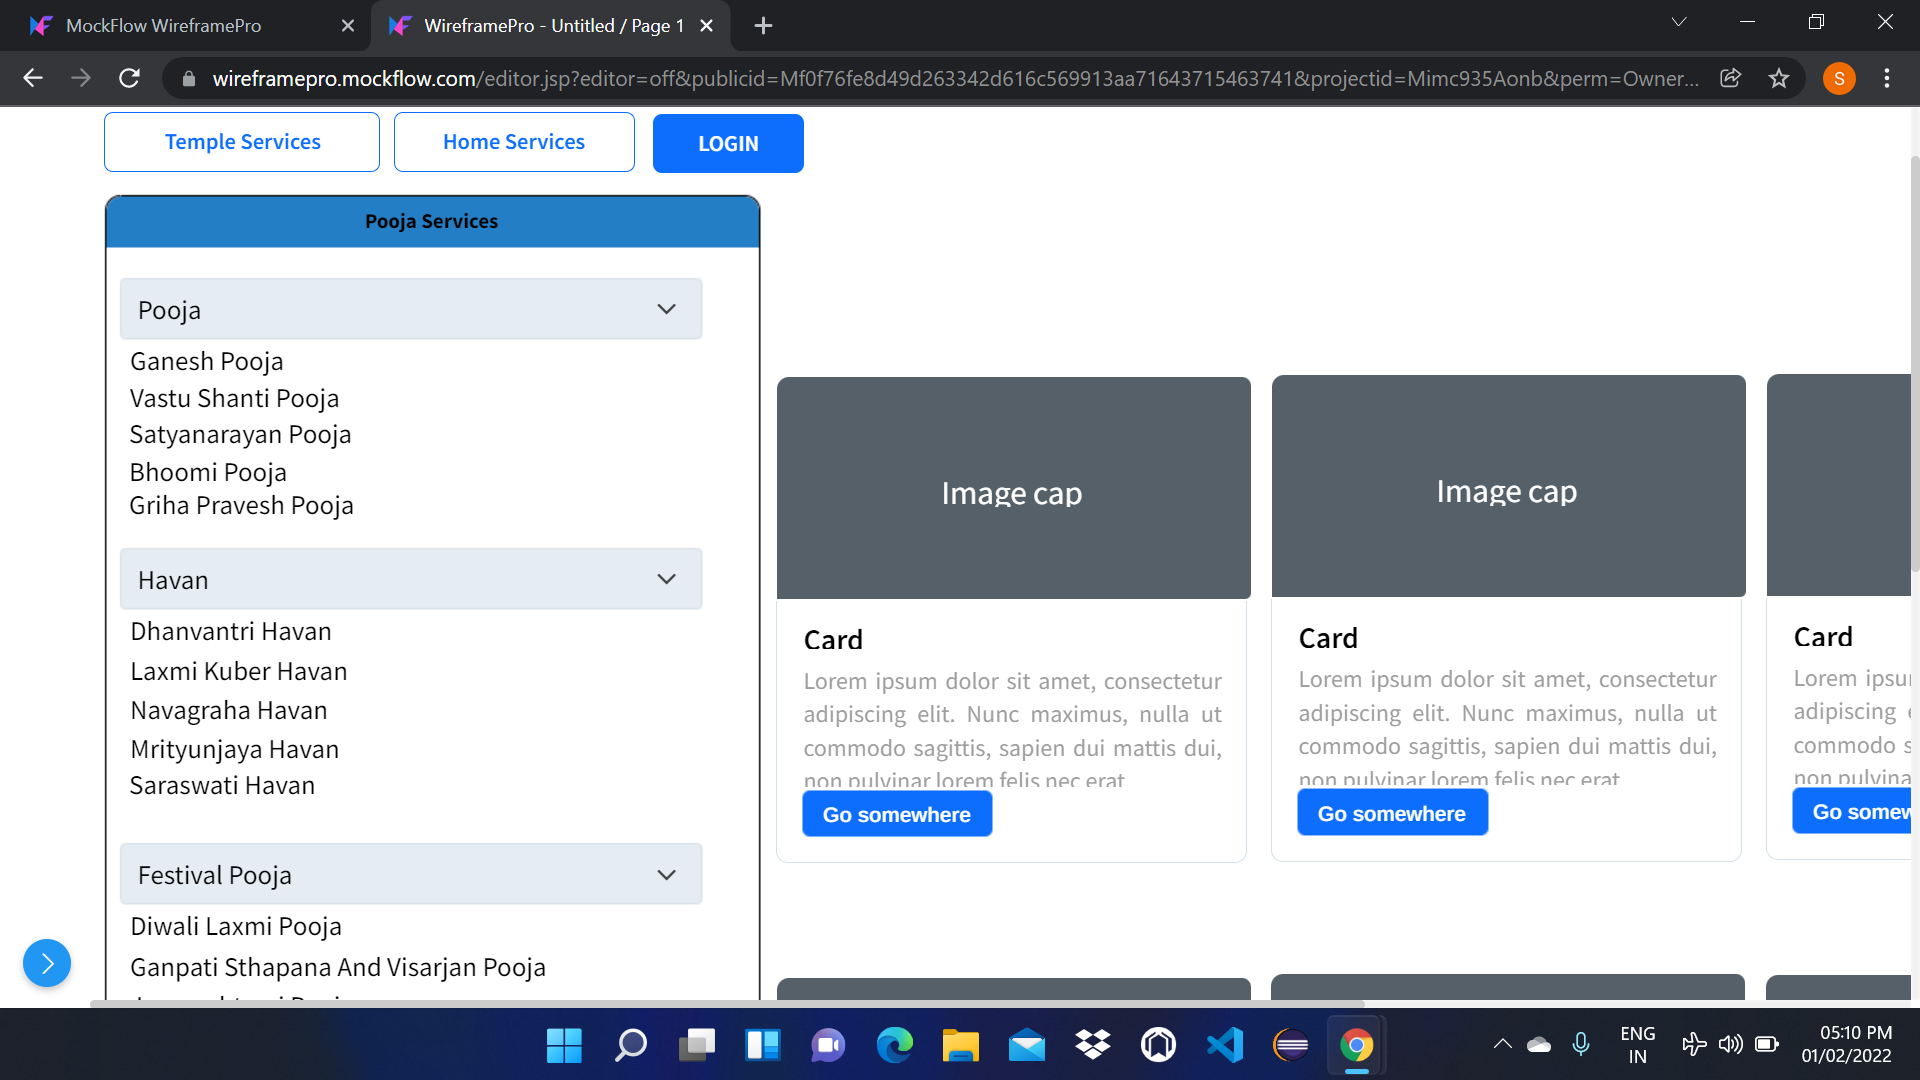 MockFlow WireframePro
WireframePro - Untitled / Page 1
wireframepro.mockflow.com/editor.jsp?editor=off&publicid=Mf0f76fe8d49d263342d616c569913aa71643715463741&projectid=Mimc935Aonb&perm=Owner...
S
Temple Services
Home Services
LOGIN
Pooja Services
Pooja
Ganesh Pooja
Vastu Shanti Pooja
Satyanarayan Pooja
Bhoomi Pooja
Griha Pravesh Pooja
Havan
Dhanvantri Havan
Laxmi Kuber Havan
Navagraha Havan
Mrityunjaya Havan
Saraswati Havan
Festival Pooja
Diwali Laxmi Pooja
Ganpati Sthapana And Visarjan Pooja
Image cap
Card
Lorem ipsum dolor sit amet, consectetur
adipiscing elit. Nunc maximus, nulla ut
commodo sagittis, sapien dui mattis dui,
non pulvinar lorem felis nec erat
Go somewhere
Image cap
Card
Lorem ipsum dolor sit amet, consectetur
adipiscing elit. Nunc maximus, nulla ut
commodo sagittis, sapien dui mattis dui,
non pulvinar lorem felis nec erat
Go somewhere
Card
Lorem ipsu
adipiscing
commodo s
non pulvina
Go somew
ENG
IN
05:10 PM
01/02/2022